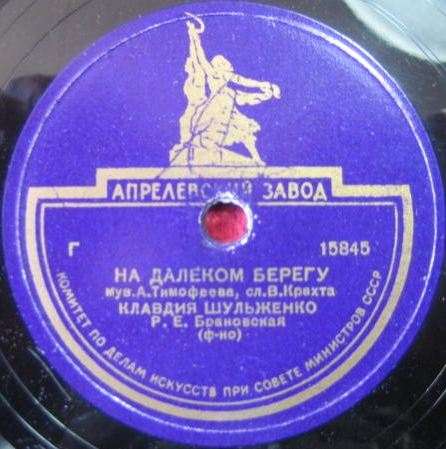 АПРЕЛЕВСКИЙ ЗАВОД
Г 15845
НА ДАЛЕКОМ БЕРЕГУ
муз.А.Тимофеева, сл.В.Крахта
КЛАВДИЯ ШУЛЬЖЕНКО
Р. Е. Брановская
(ф-но)
КОМИТЕТ ПО ДЕЛАМ ИСКУССТВ ПРИ СОВЕТЕ МИНИСТРОВ СССР